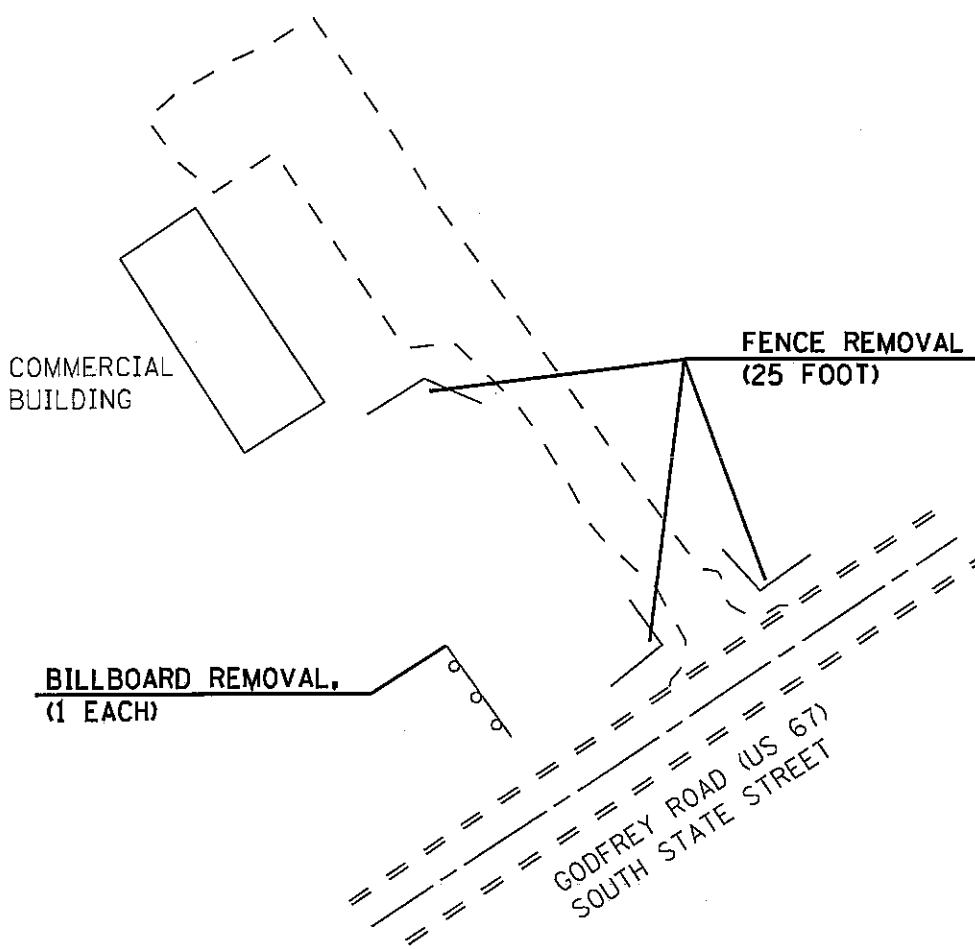 FENCE REMOVAL
(25 FOOT)
COMMERCIAL
BUILDING
BILLBOARD REMOVAL,
(1 EACH)
GODFREY ROAD (US 67)
SOUTH STATE STREET